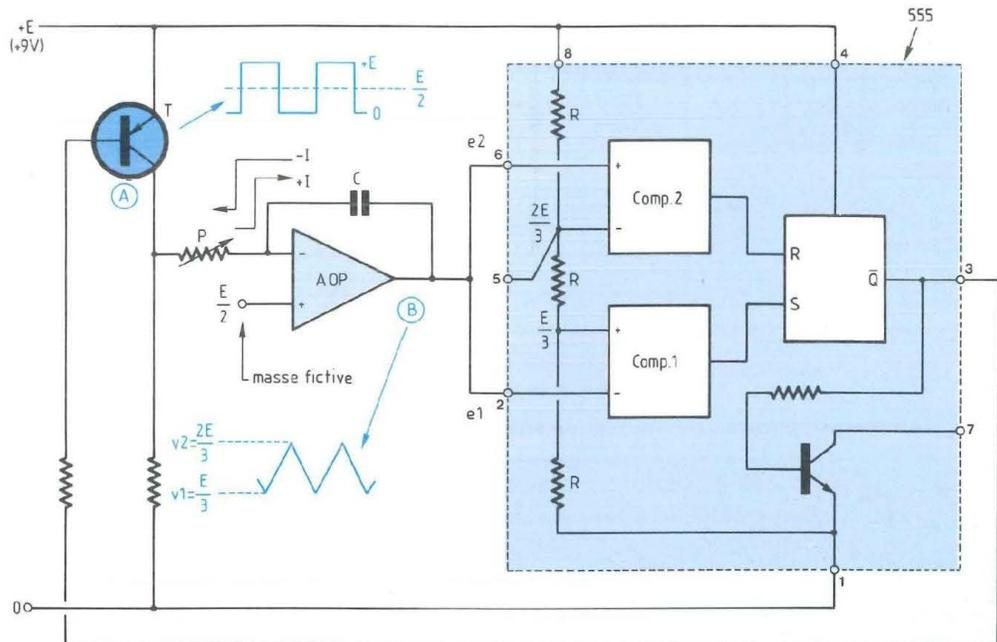 555
+E
(+9V)
8
4
+E
E
2
0
T
R
A
e2
6
+
-
Comp.2
-I
+I
C
2E
3
P
R
-
AOP
+
E
2
B
5
R
S
Q̅
3
E
3
+
-
Comp.1
masse fictive
e1
2
7
v2=2E
3
v1=E
3
R
1
0